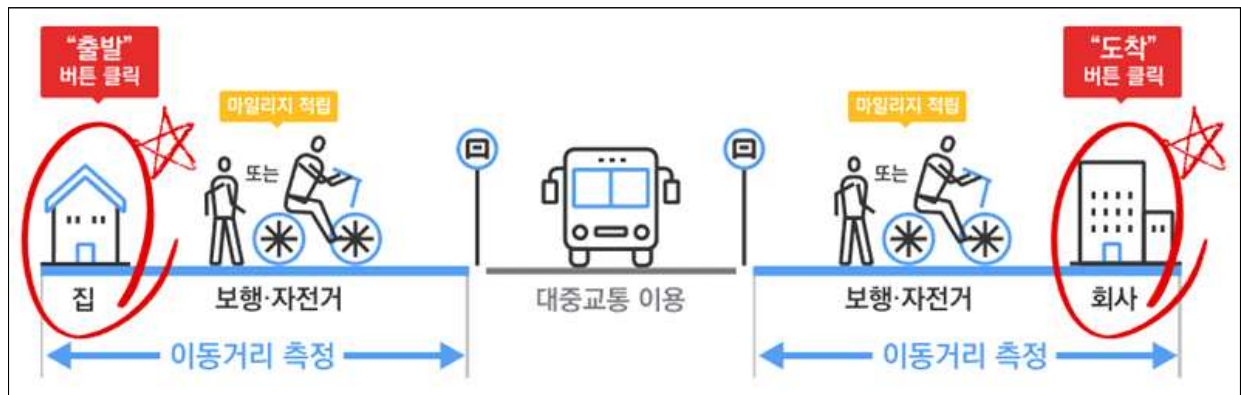 “출발”
버튼 클릭
“도착”
버튼 클릭
마일리지 적립
마일리지 적립
또는
또는
집
보행·자전거
대중교통 이용
보행·자전거
회사
이동거리 측정
이동거리 측정